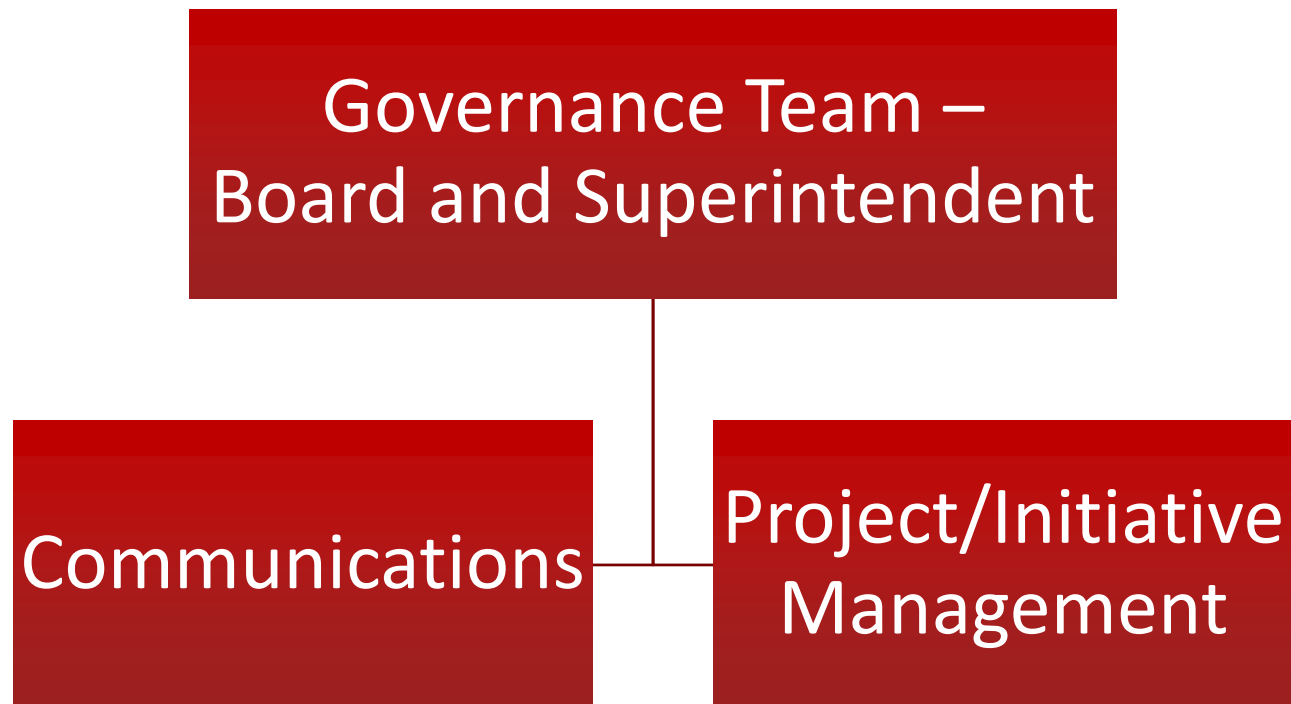 Governance Team –
Board and Superintendent
Communications
Project/Initiative
Management